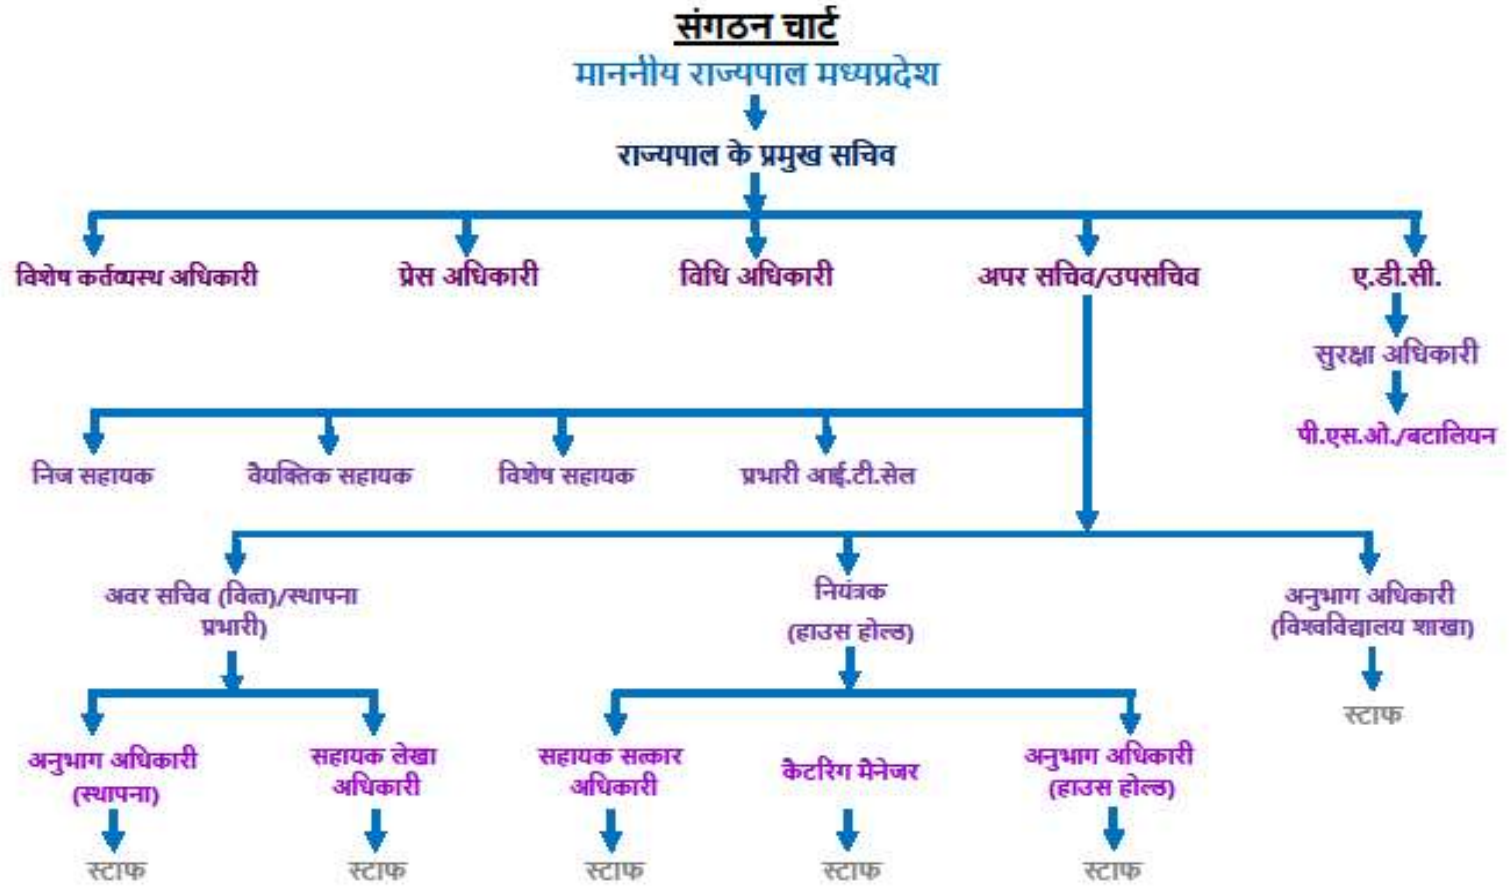 संगठन चार्ट
माननीय राज्यपाल मध्यप्रदेश
राज्यपाल के प्रमुख सचिव
विशेष कर्तव्यस्थ अधिकारी
प्रेस अधिकारी
विधि अधिकारी
अपर सचिव/उपसचिव
ए.डी.सी.
सुरक्षा अधिकारी
पी.एस.ओ./बटालियन
निज सहायक
वैयक्तिक सहायक
विशेष सहायक
प्रभारी आई.टी.सेल
अवर सचिव (वित्त)/स्थापना
प्रभारी)
नियंत्रक
(हाउस होल्ड)
अनुभाग अधिकारी
(विश्वविद्यालय शाखा)
स्टाफ
अनुभाग अधिकारी
(स्थापना)
सहायक लेखा
अधिकारी
सहायक सत्कार
अधिकारी
कैटरिंग मैनेजर
अनुभाग अधिकारी
(हाउस होल्ड)
स्टाफ
स्टाफ
स्टाफ
स्टाफ
स्टाफ